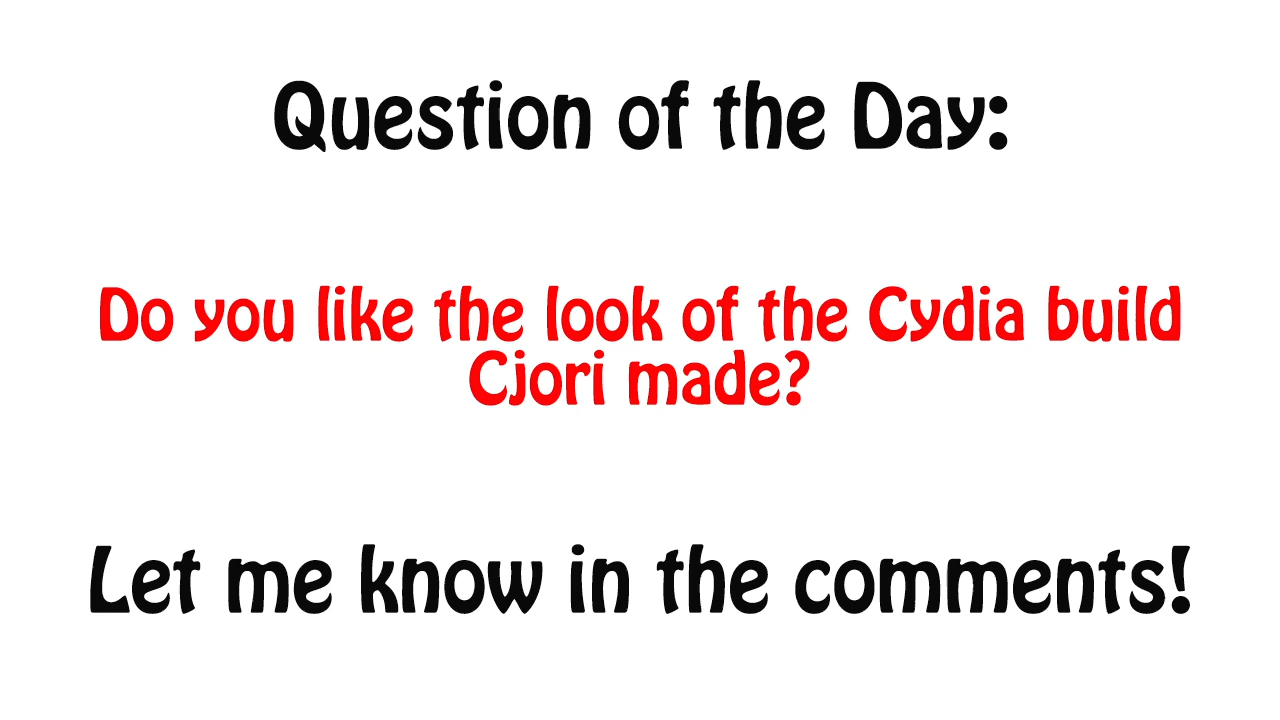 Question of the Day:
Do you like the look of the Cydia build
Cjori made?
Let me know in the comments!